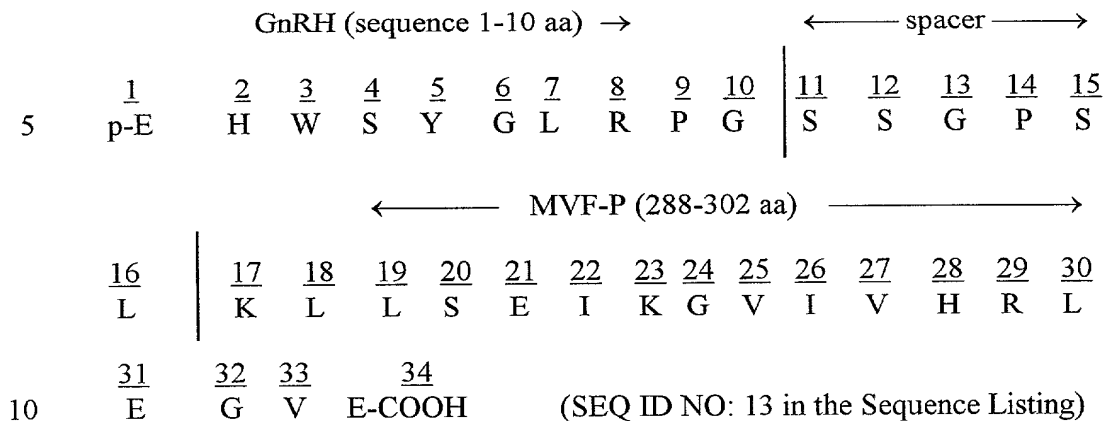 GnRH (sequence 1-10 aa) → ←— spacer —→
1 2 3 4 5 6 7 8 9 10 11 12 13 14 15
5 p-E H W S Y G L R P G S S G P S
←— MVF-P (288-302 aa) —→
16 17 18 19 20 21 22 23 24 25 26 27 28 29 30
L K L L S E I K G V I V H R L
31 32 33 34
10 E G V E-COOH (SEQ ID NO: 13 in the Sequence Listing)